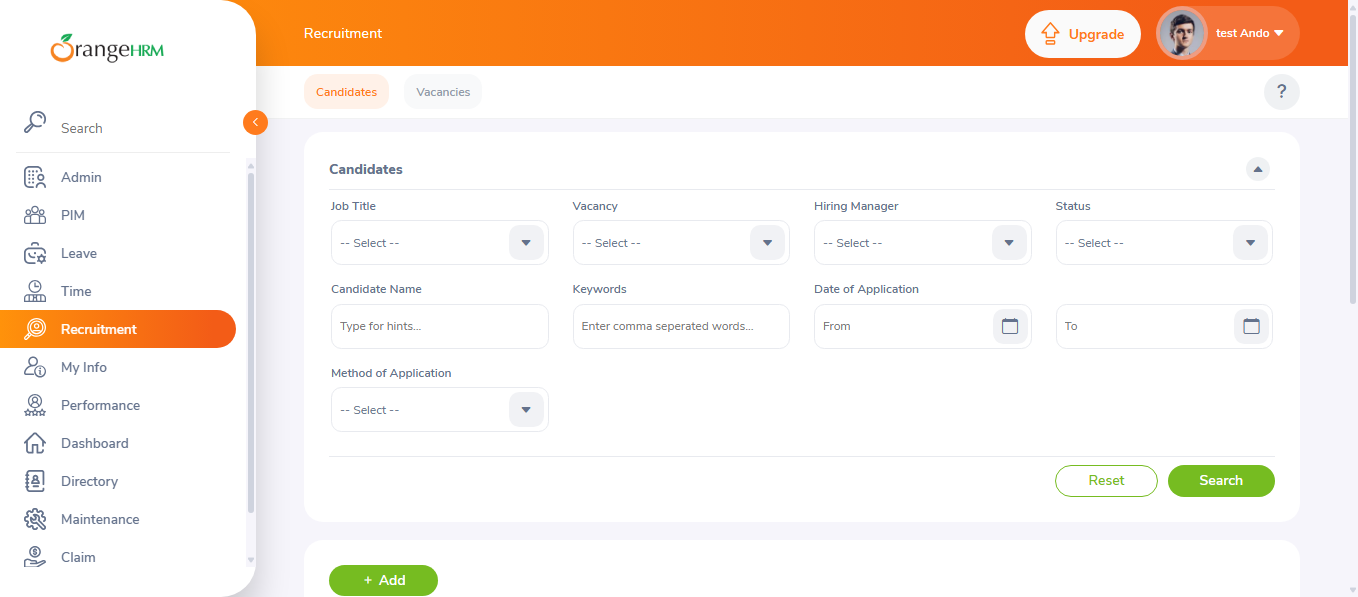 OrangeHRM
Recruitment
Upgrade
test Ando
Candidates
Vacancies
?
Search
Admin
PIM
Leave
Time
Recruitment
My Info
Performance
Dashboard
Directory
Maintenance
Claim
Candidates
Job Title
Vacancy
Hiring Manager
Status
-- Select --
-- Select --
-- Select --
-- Select --
Candidate Name
Keywords
Date of Application
Type for hints...
Enter comma seperated words...
From
To
Method of Application
-- Select --
Reset
Search
+ Add